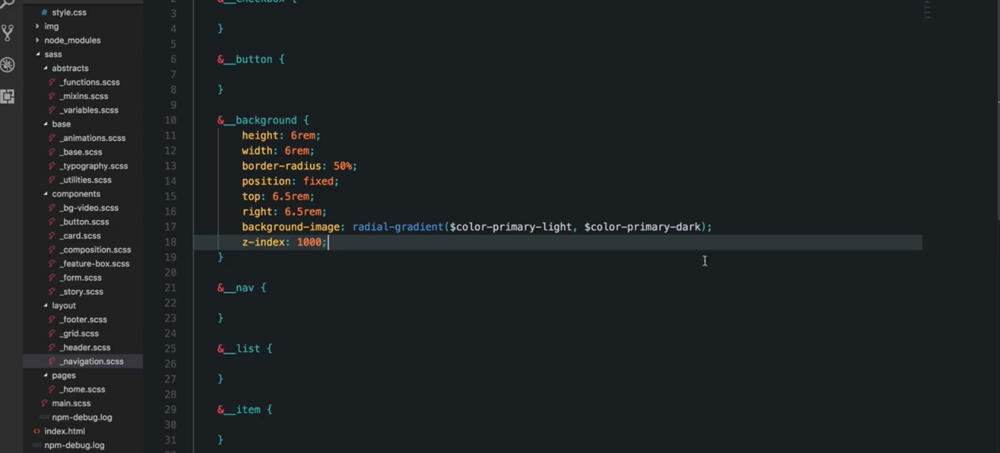 style.css
img
node_modules
sass
abstracts
_functions.scss
_mixins.scss
_variables.scss
base
_animations.scss
_base.scss
_typography.scss
_utilities.scss
components
_bg-video.scss
_button.scss
_card.scss
_composition.scss
_feature-box.scss
_form.scss
_story.scss
layout
_footer.scss
_grid.scss
_header.scss
_navigation.scss
pages
_home.scss
main.scss
npm-debug.log
index.html
npm-debug.log
2 &__checkbox {
3
4 }
5
6 &__button {
7
8 }
9
10 &__background {
11 height: 6rem;
12 width: 6rem;
13 border-radius: 50%;
14 position: fixed;
15 top: 6.5rem;
16 right: 6.5rem;
17 background-image: radial-gradient($color-primary-light, $color-primary-dark);
18 z-index: 1000;
19 }
20
21 &__nav {
22
23 }
24
25 &__list {
26
27 }
28
29 &__item {
30
31 }